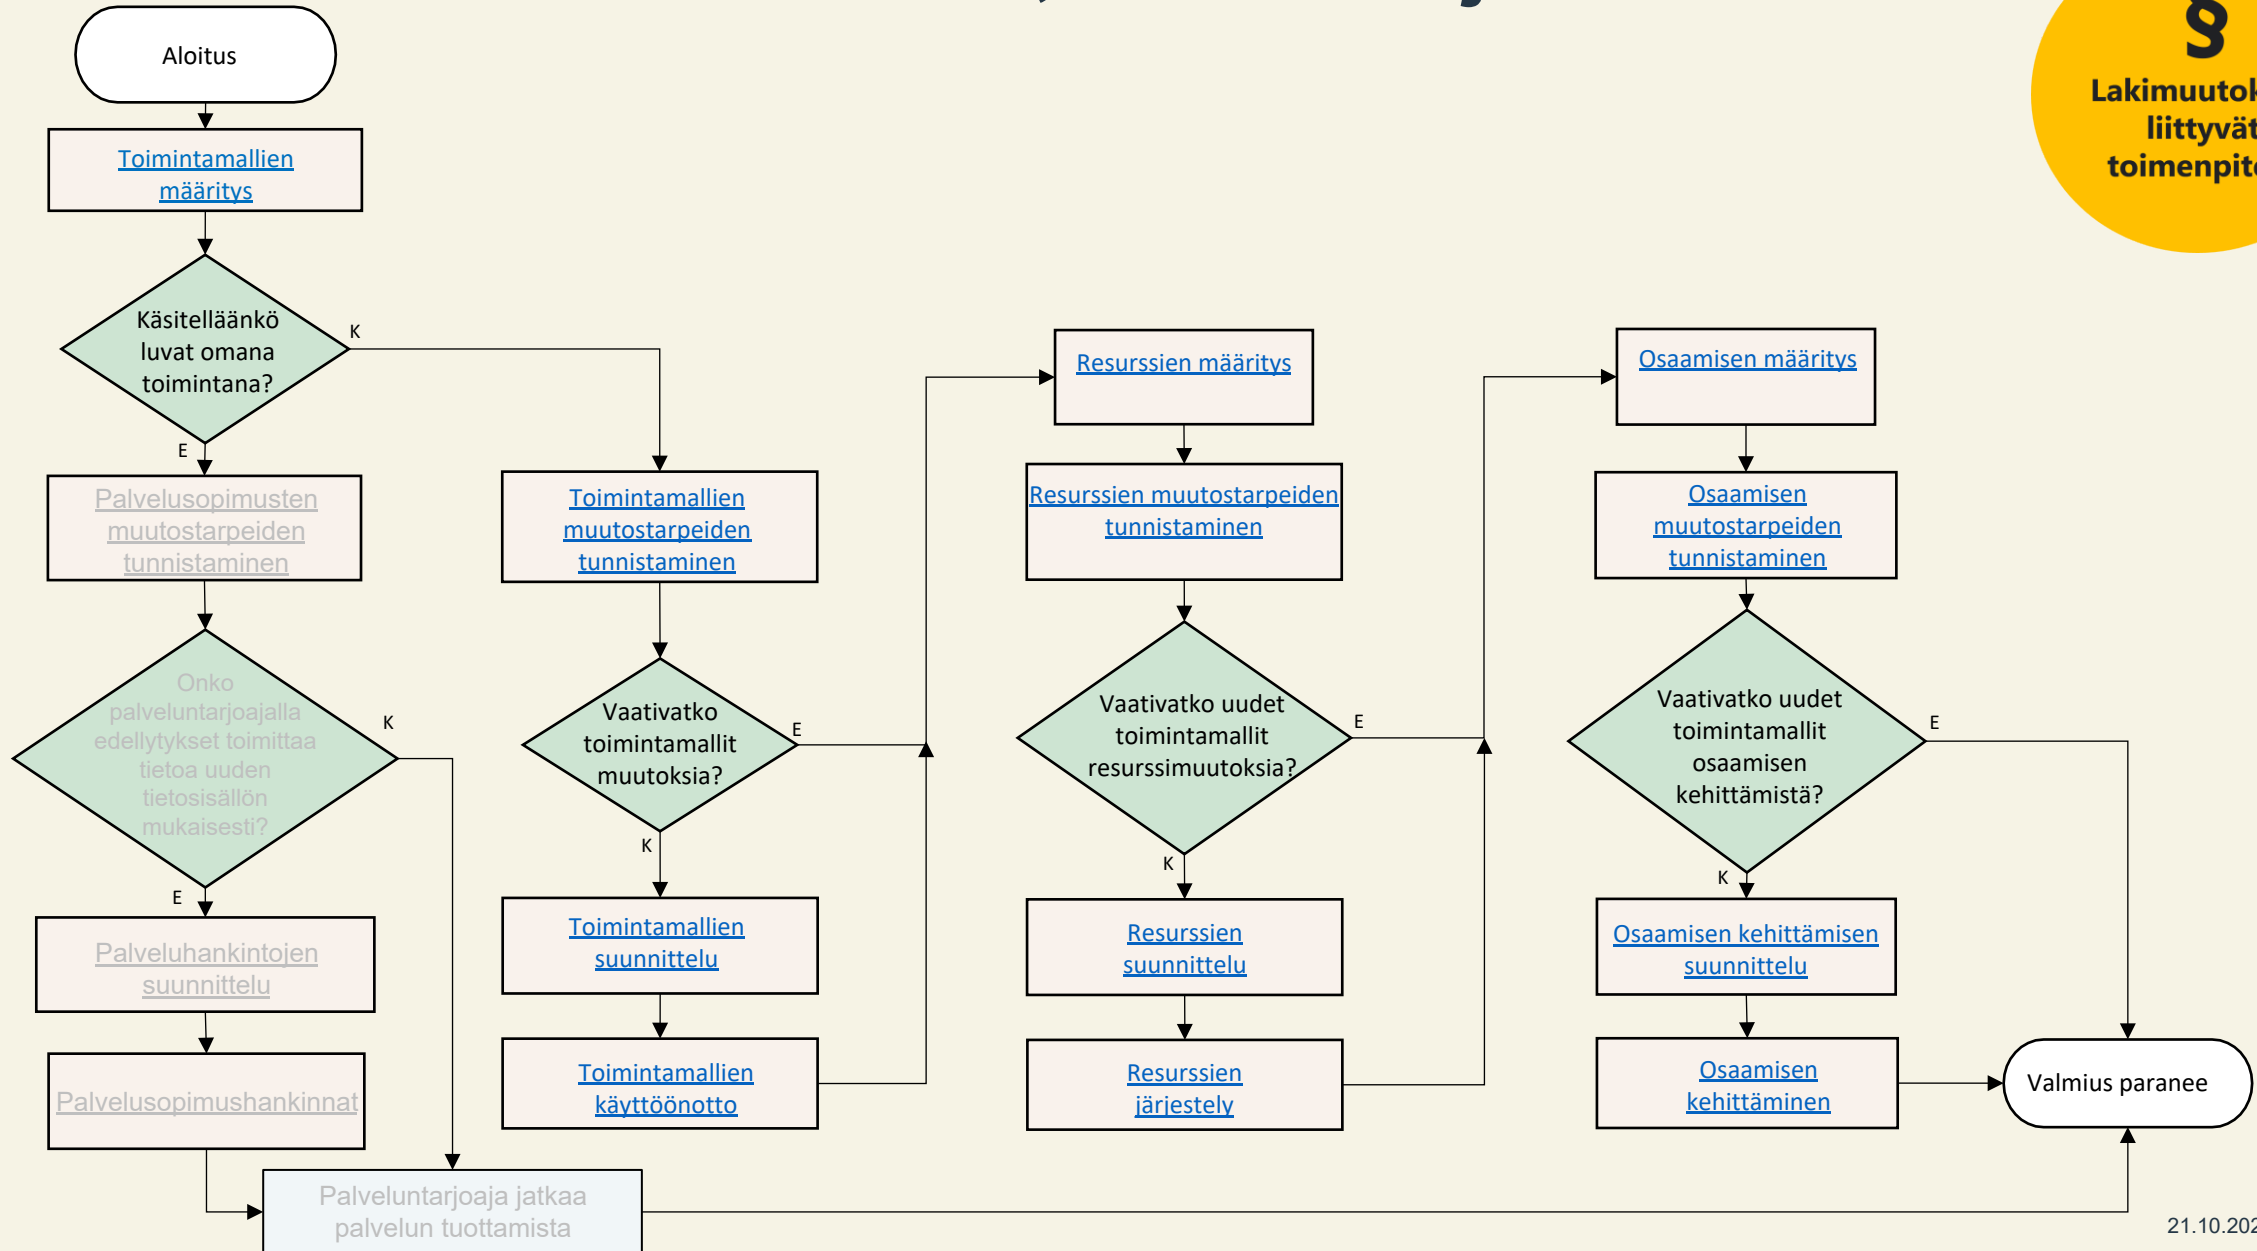 Aloitus
§
liittyvät
Toimintamallien
määritys
Käsitelläänkö
luvat omana
toimintana?
K
E
Palvelusopimusten
muutostarpeiden
tunnistaminen
Onko
palveluntarjoajalla
edellytykset toimittaa
tietoa uuden
tietosisällön
mukaisesti?
K
E
Palveluhankintojen
suunnittelu
Palvelusopimushankinnat
Palveluntarjoaja jatkaa
palvelun tuottamista
Toimintamallien
muutostarpeiden
tunnistaminen
Vaativatko
toimintamallit
muutoksia?
E
K
Toimintamallien
suunnittelu
Toimintamallien
käyttöönotto
Resurssien määritys
Resurssien muutostarpeiden
tunnistaminen
Vaativatko uudet
toimintamallit
resurssimuutoksia?
E
K
Resurssien
suunnittelu
Resurssien
järjestely
Osaamisen määritys
Osaamisen
muutostarpeiden
tunnistaminen
Vaativatko uudet
toimintamallit
osaamisen
kehittämistä?
E
K
Osaamisen kehittämisen
suunnittelu
Osaamisen
kehittäminen
Valmius paranee